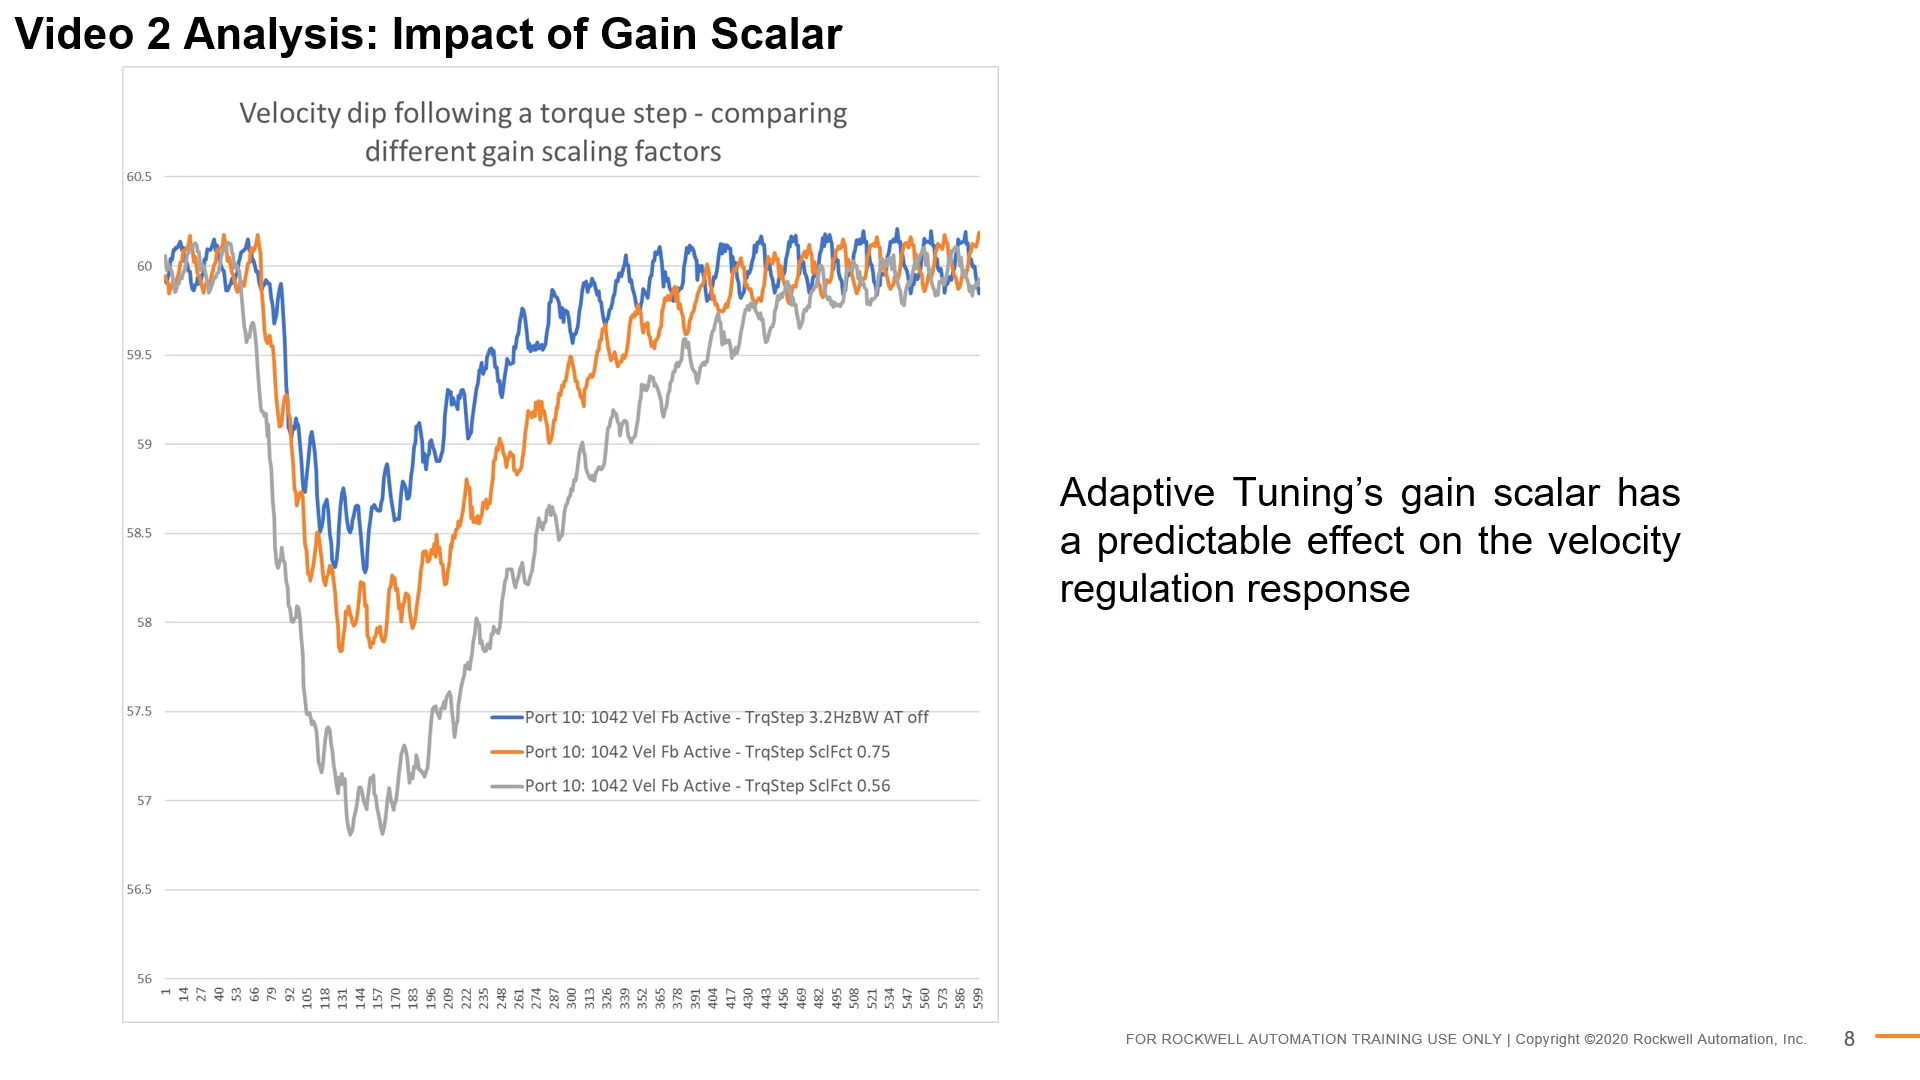 Video 2 Analysis: Impact of Gain Scalar
Velocity dip following a torque step - comparing
different gain scaling factors
60.5
60
59.5
59
58.5
58
57.5
57
56.5
56
Port 10: 1042 Vel Fb Active - TrqStep 3.2HzBW AT off
Port 10: 1042 Vel Fb Active - TrqStep SclFct 0.75
Port 10: 1042 Vel Fb Active - TrqStep SclFct 0.56
1 14 27 40 53 66 79 92 105 118 131 144 157 170 183 196 209 222 235 248 261 274 287 300 313 326 339 352 365 378 391 404 417 430 443 456 469 482 495 508 521 534 547 560 573 586 599
Adaptive Tuning’s gain scalar has
a predictable effect on the velocity
regulation response
FOR ROCKWELL AUTOMATION TRAINING USE ONLY | Copyright ©2020 Rockwell Automation, Inc. 8